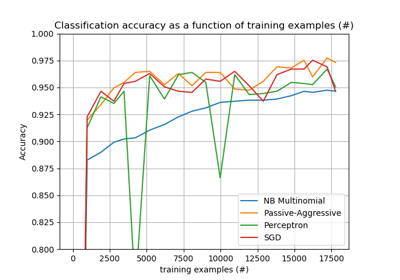 Classification accuracy as a function of training examples (#)
1.000
0.975
0.950
0.925
0.900
0.875
0.850
0.825
0.800
Accuracy
NB Multinomial
Passive-Aggressive
Perceptron
SGD
0 2500 5000 7500 10000 12500 15000 17500
training examples (#)